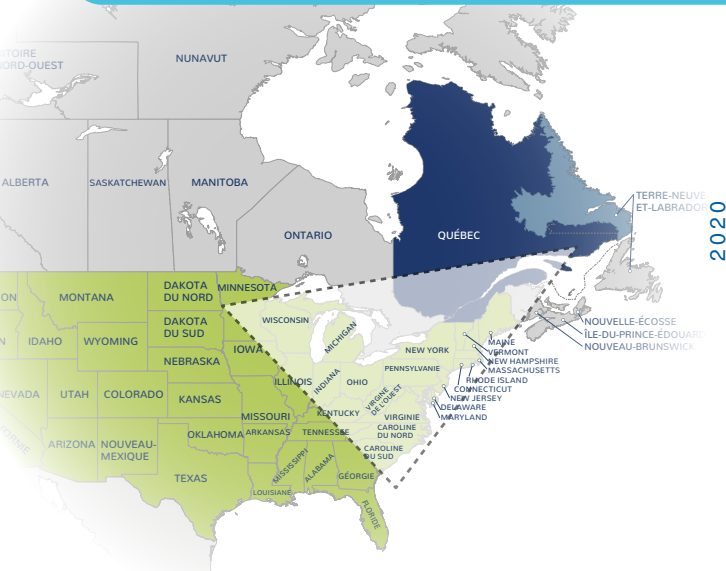 NUNAVUT
ALBERTA
SASKATCHEWAN
MANITOBA
ONTARIO
QUÉBEC
TERRE-NEUVE
ET-LABRADOR
2020
MONTANA
DAKOTA
DU NORD
MINNESOTA
DAKOTA
DU SUD
WISCONSIN
MICHIGAN
IDAHO
WYOMING
IOWA
NEBRASKA
NEVADA
UTAH
COLORADO
KANSAS
ILLINOIS
INDIANA
OHIO
NEW YORK
PENNSYLVANIE
NOUVELLE-ÉCOSSE
ÎLE-DU-PRINCE-ÉDOUARD
NOUVEAU-BRUNSWICK
MAINE
VERMONT
NEW HAMPSHIRE
MASSACHUSETTS
RHODE ISLAND
CONNECTICUT
NEW JERSEY
DELAWARE
MARYLAND
VIRGINIE
DE L'OUEST
MISSOURI
KENTUCKY
VIRGINIE
CAROLINE
DU NORD
ARIZONA
NOUVEAU-
MEXIQUE
OKLAHOMA
ARKANSAS
TENNESSEE
CAROLINE
DU SUD
TEXAS
MISSISSIPPI
ALABAMA
GÉORGIE
LOUISIANE
FLORIDE